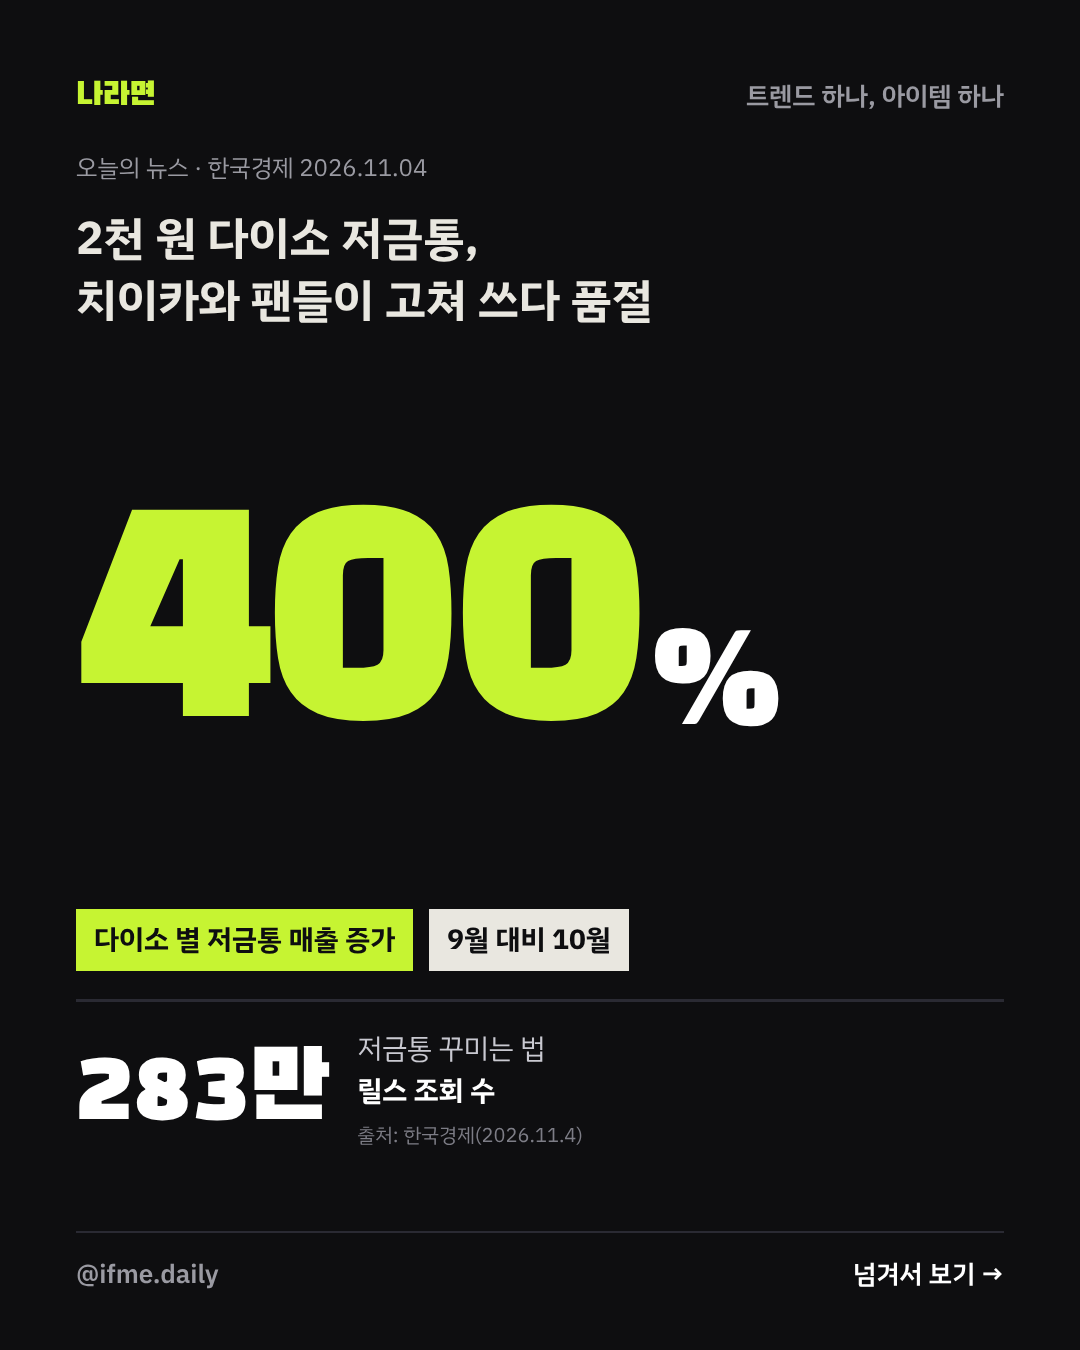 나라면
트렌드 하나, 아이템 하나
오늘의 뉴스 · 한국경제 2026.11.04
2천 원 다이소 저금통,
치이카와 팬들이 고쳐 쓰다 품절
400%
다이소 별 저금통 매출 증가
9월 대비 10월
283만
저금통 꾸미는 법
릴스 조회 수
출처: 한국경제(2026.11.4)
@ifme.daily
넘겨서 보기 →